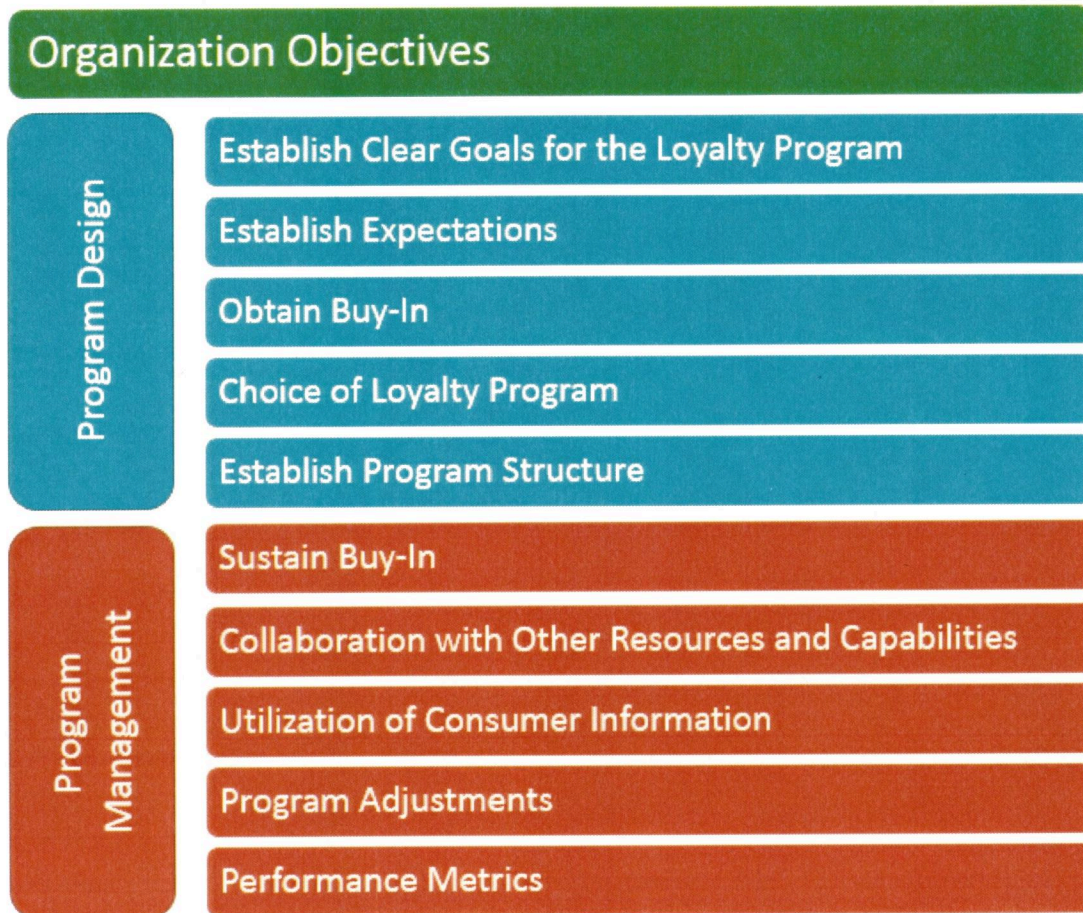 Organization Objectives
Program Design
Establish Clear Goals for the Loyalty Program
Establish Expectations
Obtain Buy-In
Choice of Loyalty Program
Establish Program Structure
Program
Management
Sustain Buy-In
Collaboration with Other Resources and Capabilities
Utilization of Consumer Information
Program Adjustments
Performance Metrics